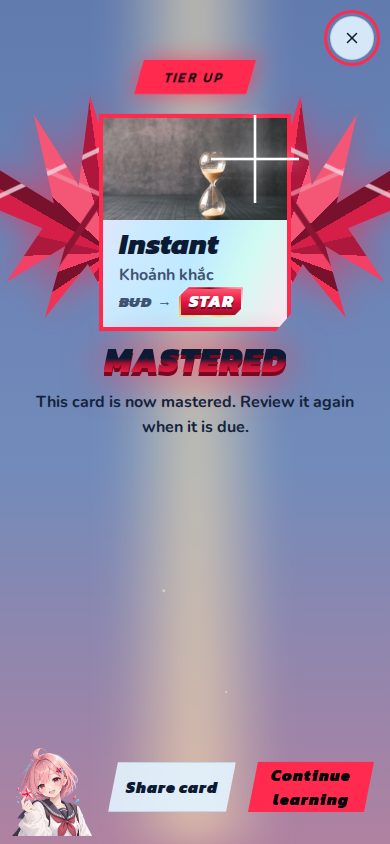 TIER UP
Instant
Khoảnh khắc
BUD → STAR
MASTERED
This card is now mastered. Review it again
when it is due.
Share card
Continue
learning